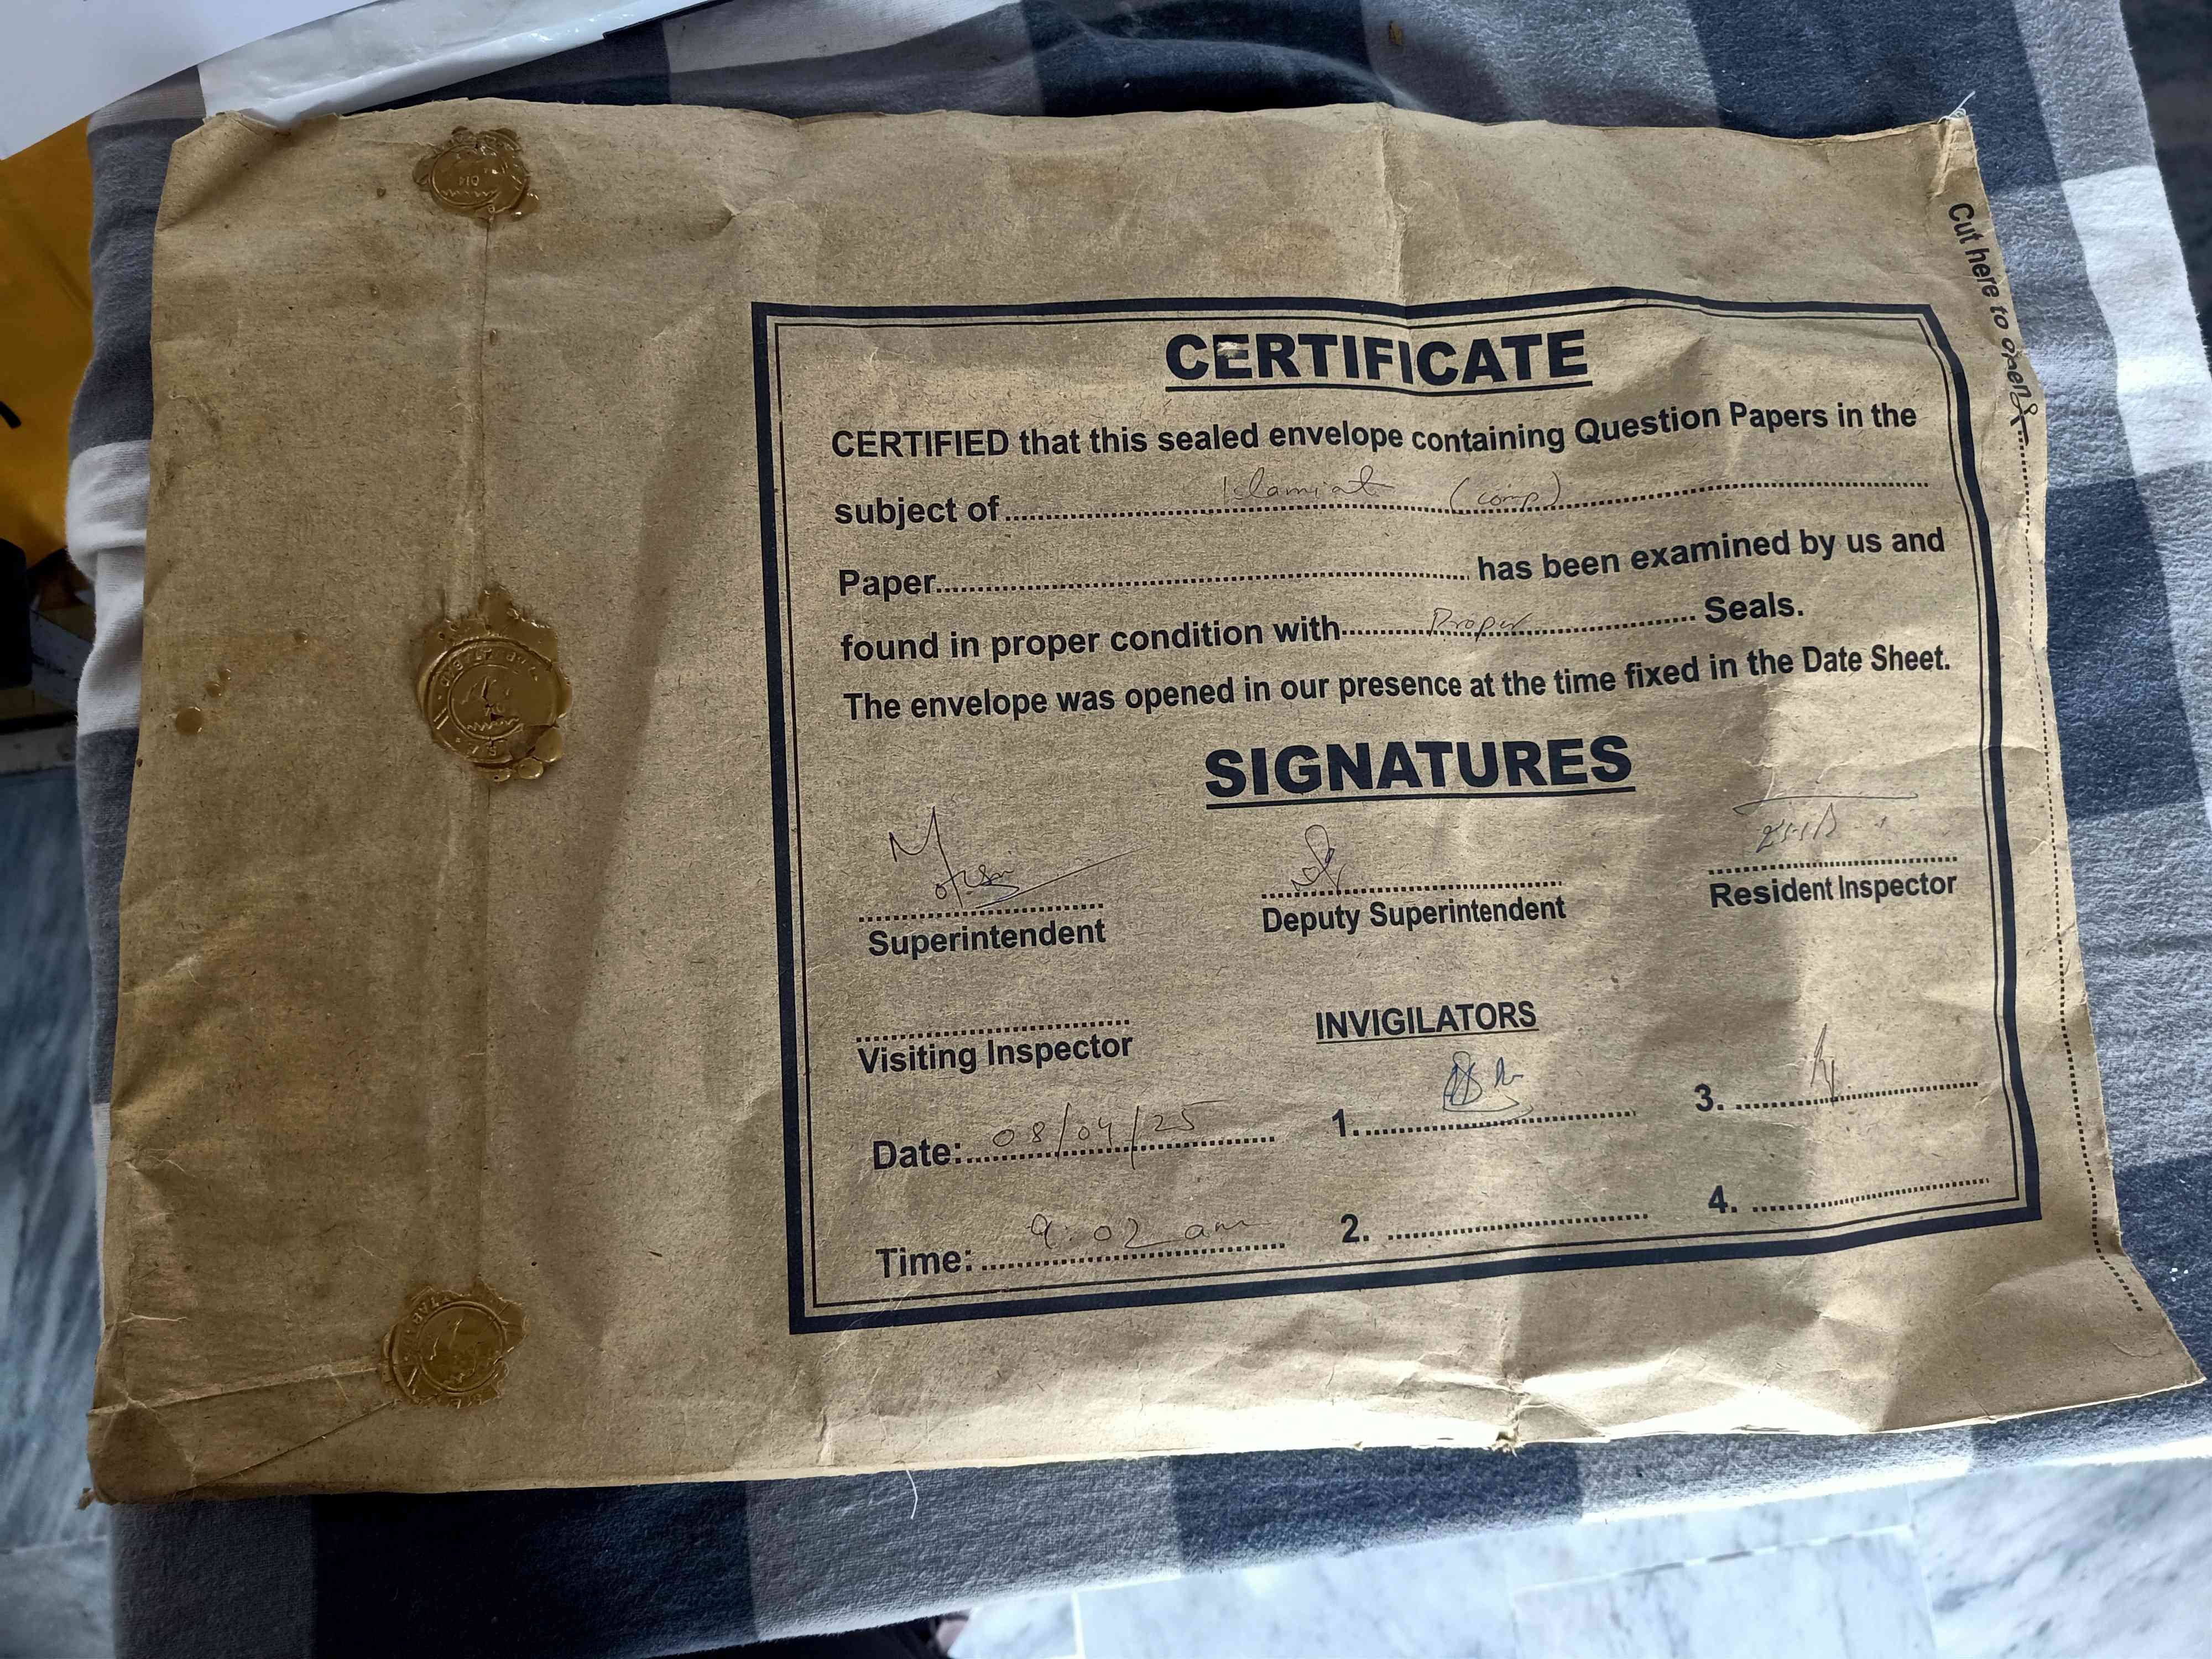 Cut here to open
CERTIFICATE
CERTIFIED that this sealed envelope containing Question Papers in the
subject of Islamiat (comp)
Paper has been examined by us and
found in proper condition with Proper Seals.
The envelope was opened in our presence at the time fixed in the Date Sheet.
SIGNATURES
Superintendent
Deputy Superintendent
Resident Inspector
Visiting Inspector
INVIGILATORS
Date: 08/04/25
1.
3.
Time: 9:02 am
2.
4.